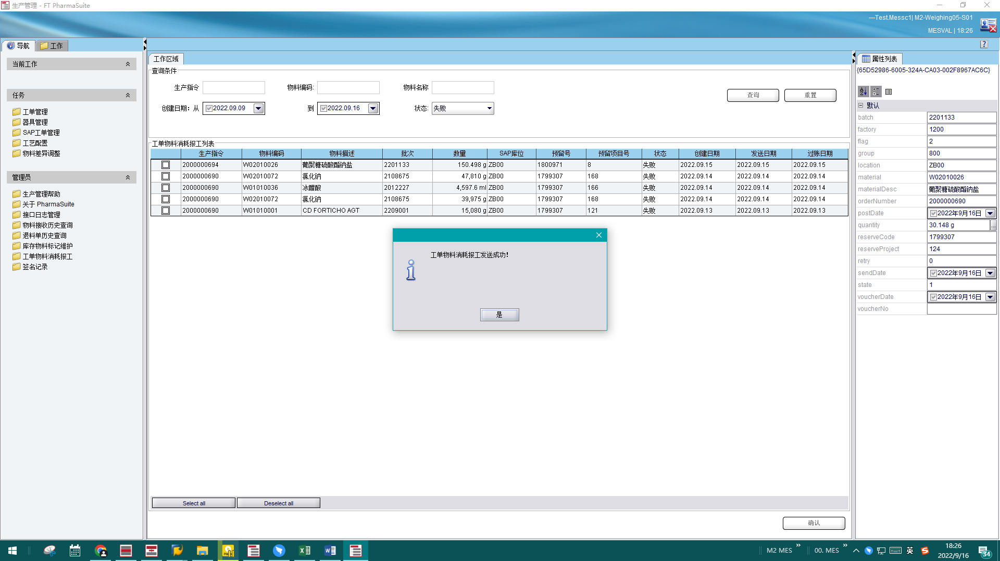 生产管理 - FT PharmaSuite
---Test.Messc1| M2-Weighing05-S01
MESVAL | 18:26
导航
工作
当前工作
任务
工单管理
器具管理
SAP工单管理
工艺配置
物料差异调整
管理员
生产管理帮助
关于 PharmaSuite
接口日志管理
物料接收历史查询
退料单历史查询
库存物料标记维护
工单物料消耗报工
签名记录
工作区域
查询条件
生产指令 物料编码: 物料名称
查询 重置
创建日期: 从 2022.09.09 到 2022.09.16 状态: 失败
工单物料消耗报工列表
生产指令 物料编码 物料描述 批次 数量 SAP库位 预留号 预留项目号 状态 创建日期 发送日期 过账日期
2000000694 W02010026 葡聚糖硫酸酯钠盐 2201133 150.498 g ZB00 1800971 8 失败 2022.09.15 2022.09.15 2022.09.15
2000000690 W02010072 氯化钠 2108675 47,810 g ZB00 1799307 168 失败 2022.09.14 2022.09.14 2022.09.14
2000000690 W01010036 冰醋酸 2012227 4,597.6 ml ZB00 1799307 166 失败 2022.09.14 2022.09.14 2022.09.14
2000000690 W02010072 氯化钠 2108675 39,975 g ZB00 1799307 168 失败 2022.09.14 2022.09.14 2022.09.14
2000000690 W01010001 CD FORTICHO AGT 2209001 15,080 g ZB00 1799307 121 失败 2022.09.13 2022.09.13 2022.09.13
工单物料消耗报工发送成功!
是
Select all Deselect all
确认
属性列表
{65D52986-6005-324A-CA03-002F8967AC6C}
默认
batch 2201133
factory 1200
flag 2
group 800
location ZB00
material W02010026
materialDesc 葡聚糖硫酸酯钠盐
orderNumber 2000000690
postDate 2022年9月16日
quantity 30.148 g ...
reserveCode 1799307
reserveProject 124
retry 0
sendDate 2022年9月16日
state 1
voucherDate 2022年9月16日
voucherNo
M2 MES » 00. MES » 英 18:26
2022/9/16 34